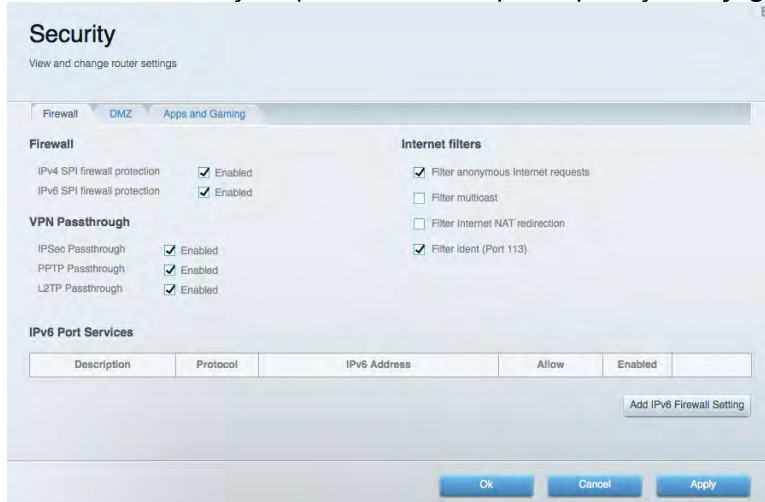 Security
View and change router settings
Firewall DMZ Apps and Gaming
Firewall
IPv4 SPI firewall protection Enabled
IPv6 SPI firewall protection Enabled
VPN Passthrough
IPSec Passthrough Enabled
PPTP Passthrough Enabled
L2TP Passthrough Enabled
Internet filters
Filter anonymous Internet requests
Filter multicast
Filter Internet NAT redirection
Filter ident (Port 113)
IPv6 Port Services
Description Protocol IPv6 Address Allow Enabled
Add IPv6 Firewall Setting
Ok Cancel Apply